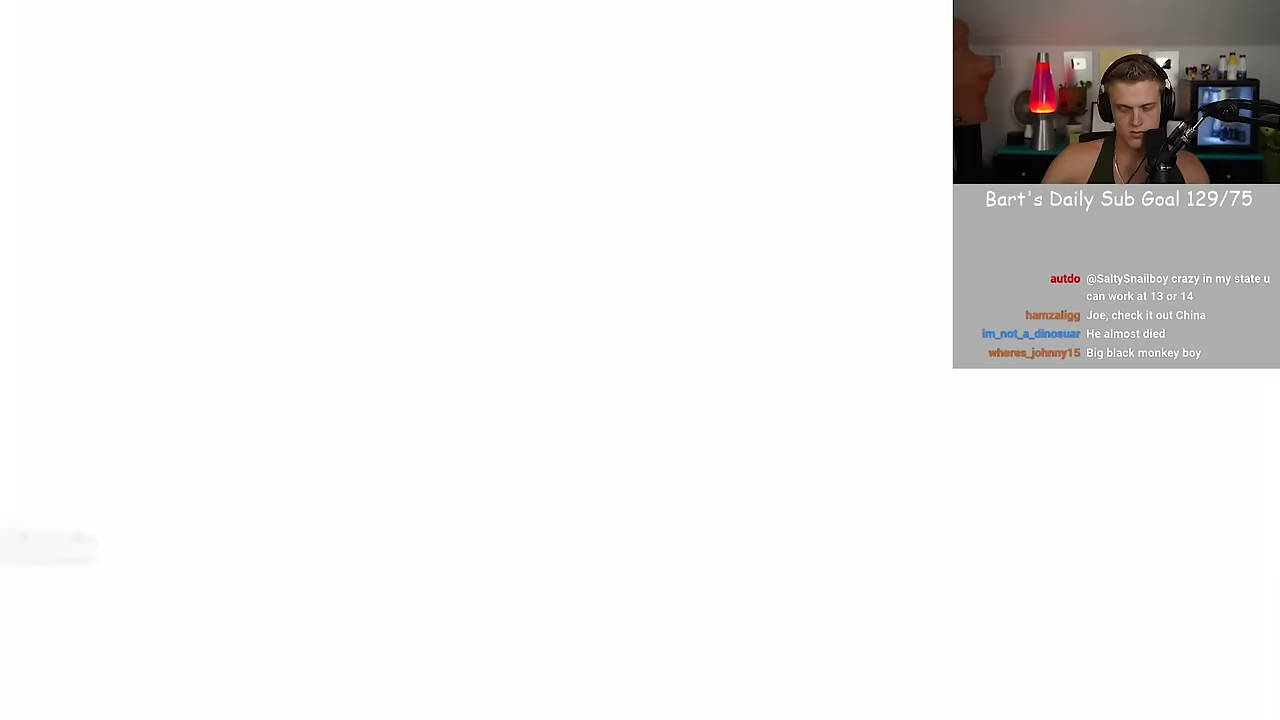 Bart's Daily Sub Goal 129/75
autdo @SaltySnailboy crazy in my state u
can work at 13 or 14
hamzaligg Joe, check it out China
im_not_a_dinosuar He almost died
wheres_johnny15 Big black monkey boy